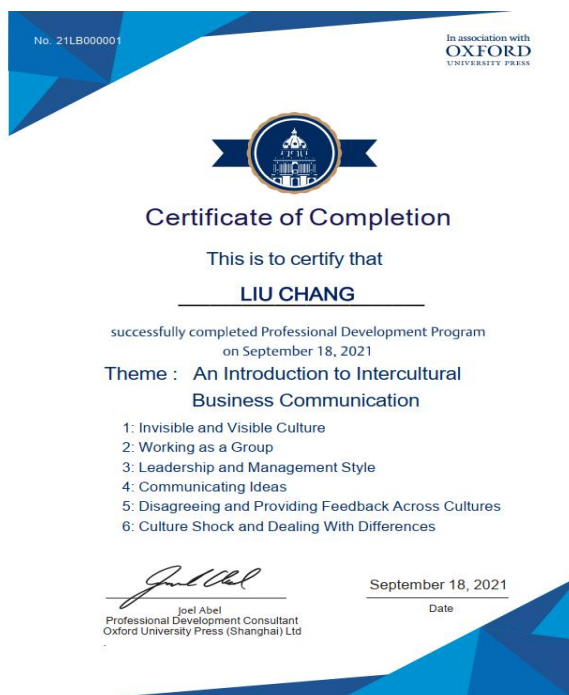 No. 21LB000001
In association with
OXFORD
UNIVERSITY PRESS
Certificate of Completion
This is to certify that
LIU CHANG
successfully completed Professional Development Program
on September 18, 2021
Theme : An Introduction to Intercultural
Business Communication
1: Invisible and Visible Culture
2: Working as a Group
3: Leadership and Management Style
4: Communicating Ideas
5: Disagreeing and Providing Feedback Across Cultures
6: Culture Shock and Dealing With Differences
Joel Abel
Professional Development Consultant
Oxford University Press (Shanghai) Ltd
.
September 18, 2021
Date